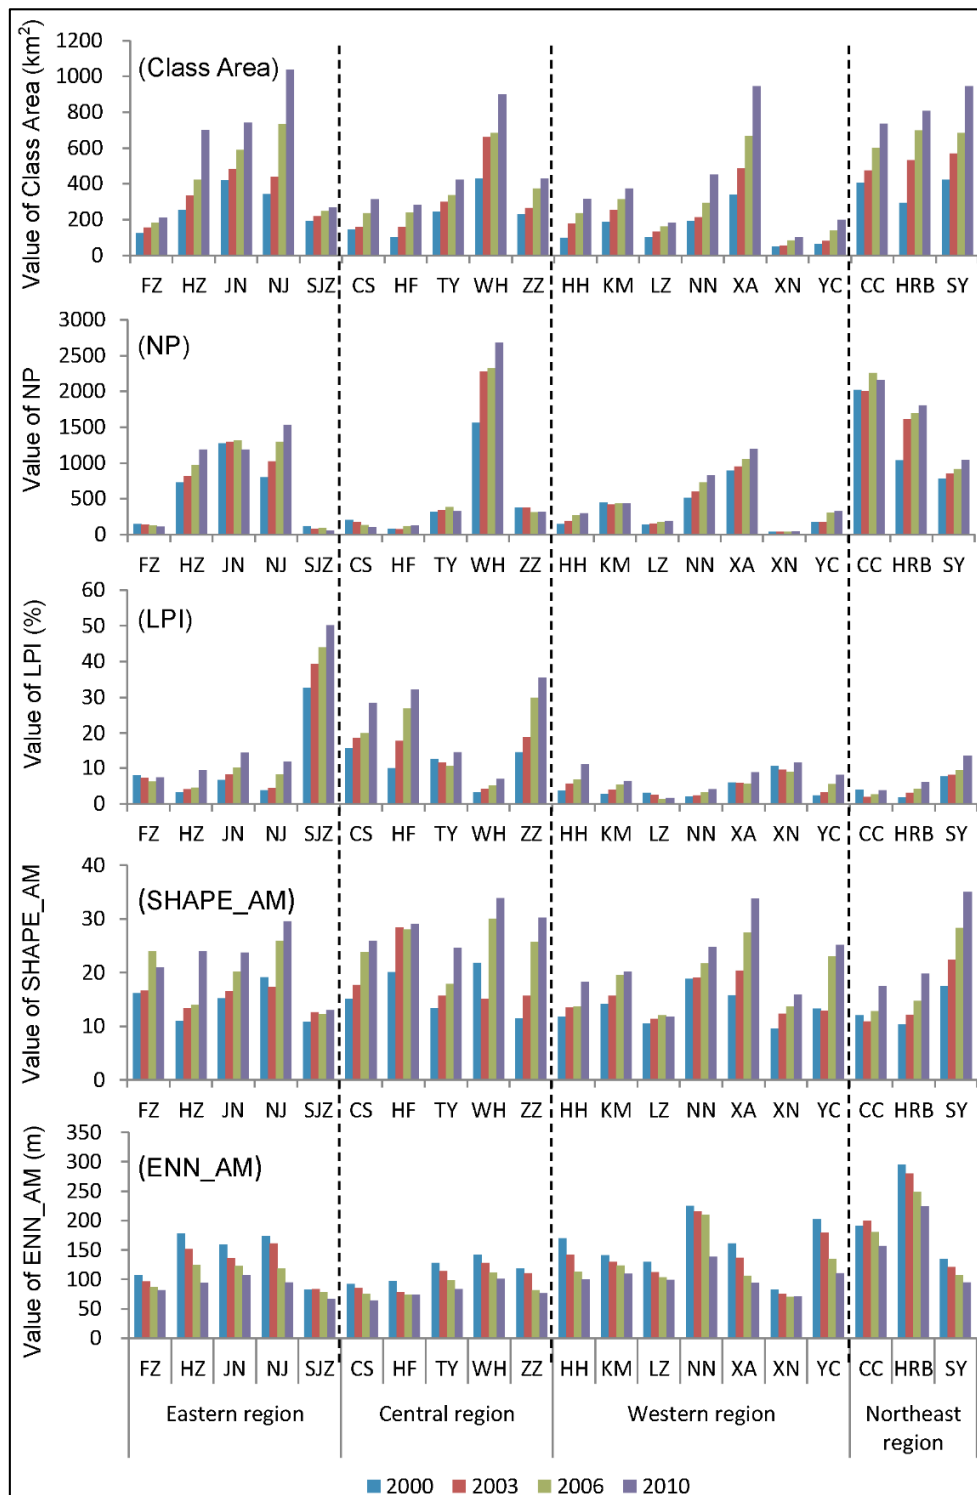 Value of Class Area (km²)
1200
1000
800
600
400
200
0
(Class Area)
FZ HZ JN NJ SJZ CS HF TY WH ZZ HH KM LZ NN XA XN YC CC HRB SY
Value of NP
3000
2500
2000
1500
1000
500
0
(NP)
FZ HZ JN NJ SJZ CS HF TY WH ZZ HH KM LZ NN XA XN YC CC HRB SY
Value of LPI (%)
60
50
40
30
20
10
0
(LPI)
FZ HZ JN NJ SJZ CS HF TY WH ZZ HH KM LZ NN XA XN YC CC HRB SY
Value of SHAPE_AM
40
30
20
10
0
(SHAPE_AM)
FZ HZ JN NJ SJZ CS HF TY WH ZZ HH KM LZ NN XA XN YC CC HRB SY
Value of ENN_AM (m)
350
300
250
200
150
100
50
0
(ENN_AM)
FZ HZ JN NJ SJZ CS HF TY WH ZZ HH KM LZ NN XA XN YC CC HRB SY
Eastern region Central region Western region Northeast
region
2000 2003 2006 2010